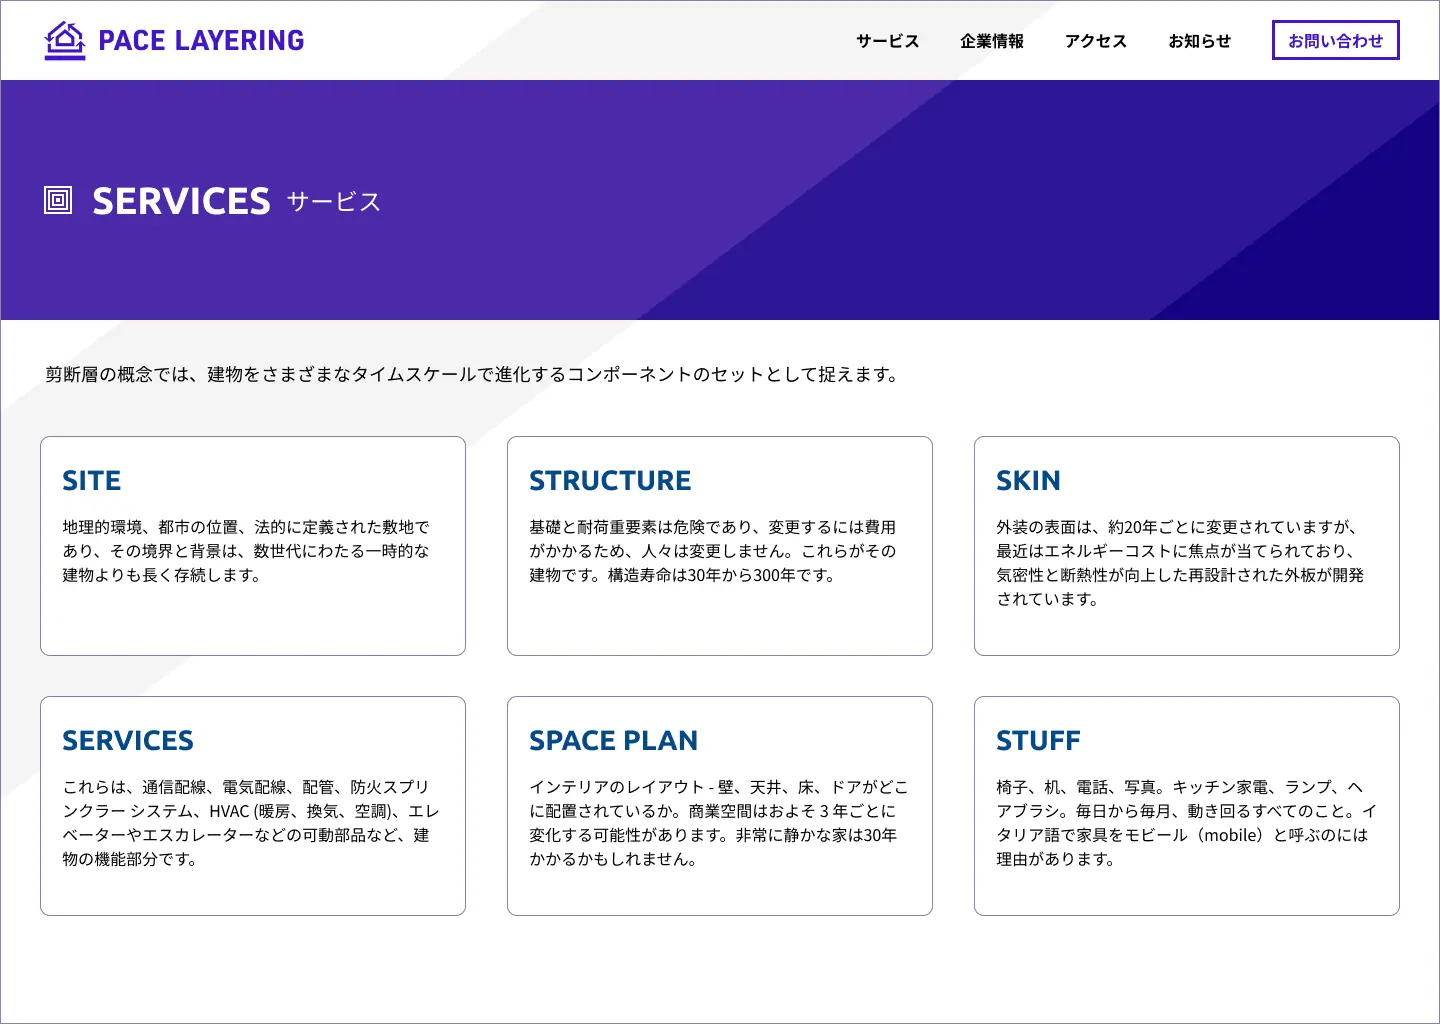 PACE LAYERING
サービス
企業情報
アクセス
お知らせ
お問い合わせ
SERVICES サービス
剪断層の概念では、建物をさまざまなタイムスケールで進化するコンポーネントのセットとして捉えます。
SITE
地理的環境、都市の位置、法的に定義された敷地で
あり、その境界と背景は、数世代にわたる一時的な
建物よりも長く存続します。
STRUCTURE
基礎と耐荷重要素は危険であり、変更するには費用
がかかるため、人々は変更しません。これらがその
建物です。構造寿命は30年から300年です。
SKIN
外装の表面は、約20年ごとに変更されていますが、
最近はエネルギーコストに焦点が当てられており、
気密性と断熱性が向上した再設計された外板が開発
されています。
SERVICES
これらは、通信配線、電気配線、配管、防火スプリ
ンクラー システム、HVAC (暖房、換気、空調)、エレ
ベーターやエスカレーターなどの可動部品など、建
物の機能部分です。
SPACE PLAN
インテリアのレイアウト - 壁、天井、床、ドアがどこ
に配置されているか。商業空間はおよそ 3 年ごとに
変化する可能性があります。非常に静かな家は30年
かかるかもしれません。
STUFF
椅子、机、電話、写真。キッチン家電、ランプ、ヘ
アブラシ。毎日から毎月、動き回るすべてのこと。イ
タリア語で家具をモビール（mobile）と呼ぶのには
理由があります。